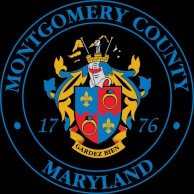 MONTGOMERY COUNTY
17 76
GARDEZ BIEN
MARYLAND